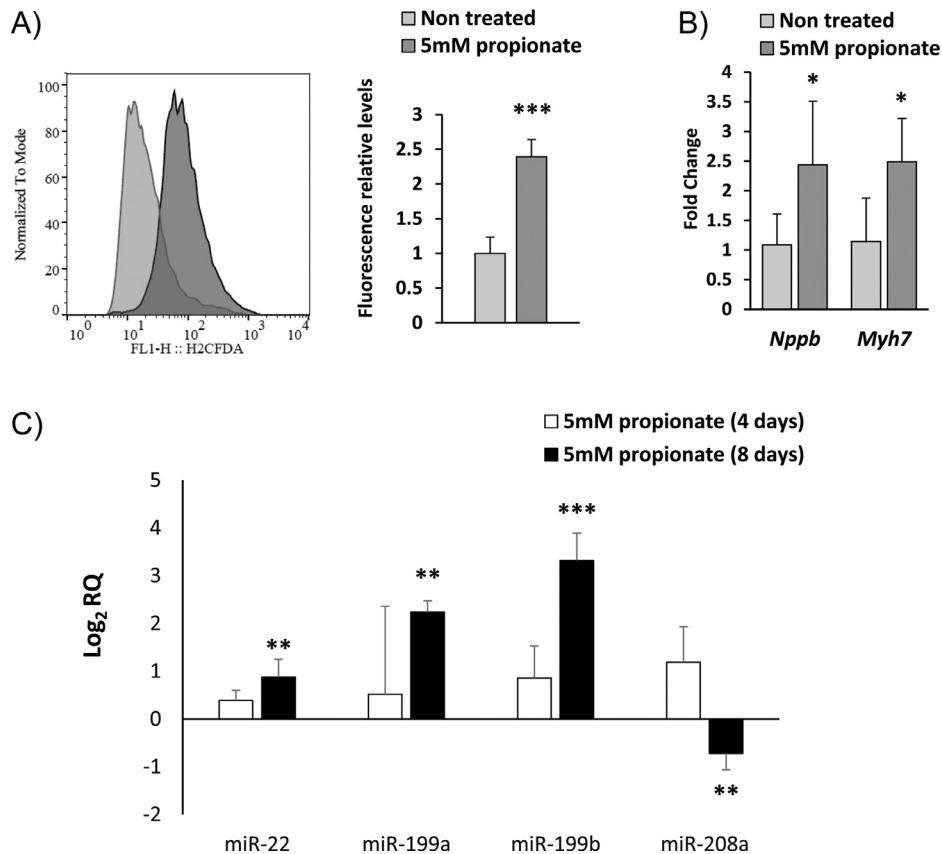 A)
Non treated
5mM propionate
B)
Non treated
5mM propionate
Normalized To Mode
100
80
60
40
20
0
10^0 10^1 10^2 10^3 10^4
FL1-H :: H2CFDA
Fluorescence relative levels
3
2.5
2
1.5
1
0.5
0
***
Fold Change
4
3.5
3
2.5
2
1.5
1
0.5
0
* *
Nppb Myh7
C)
5mM propionate (4 days)
5mM propionate (8 days)
Log2 RQ
5
4
3
2
1
0
-1
-2
** ** *** **
miR-22 miR-199a miR-199b miR-208a